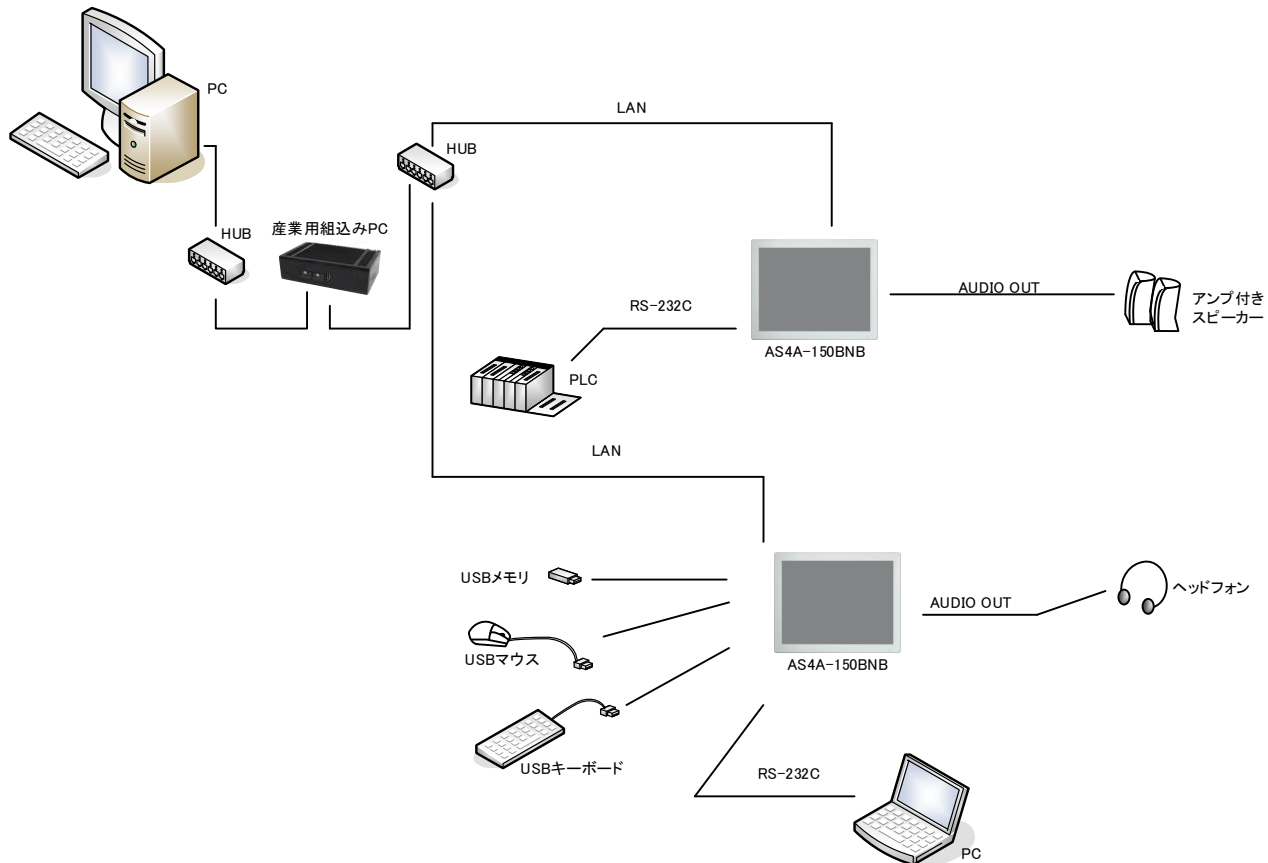 PC
LAN
HUB
HUB
産業用組込みPC
RS-232C
AUDIO OUT
アンプ付き
スピーカー
AS4A-150BNB
PLC
LAN
USBメモリ
AUDIO OUT
ヘッドフォン
USBマウス
AS4A-150BNB
USBキーボード
RS-232C
PC